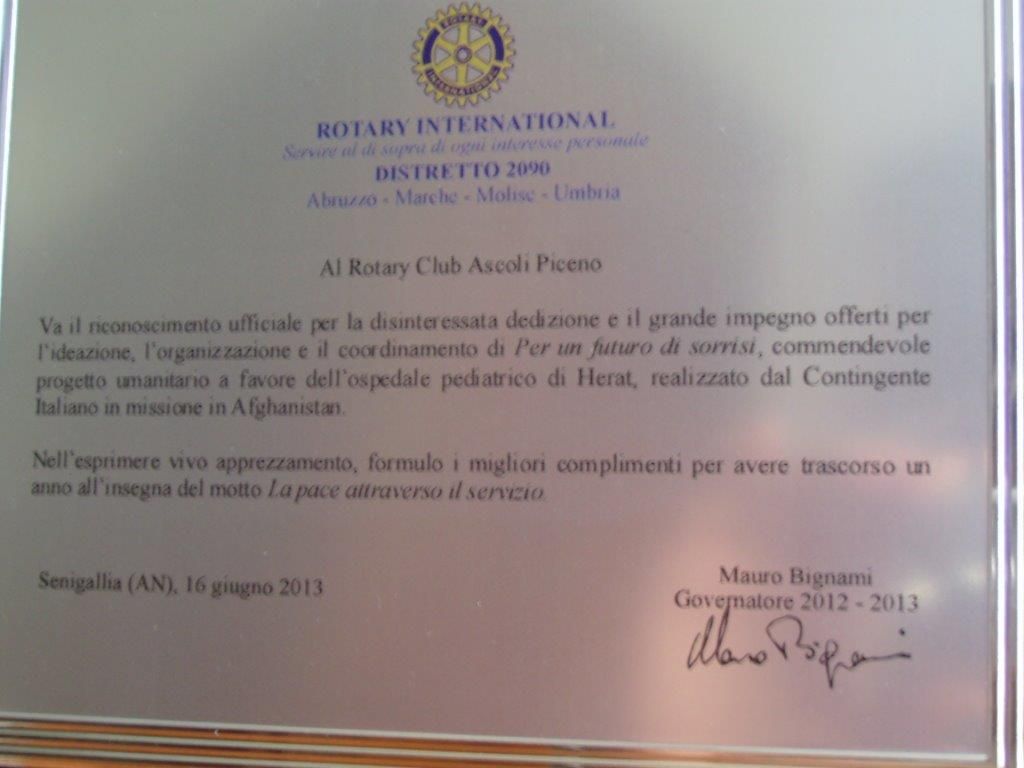 ROTARY
INTERNATIONAL
ROTARY INTERNATIONAL
Servire al di sopra di ogni interesse personale
DISTRETTO 2090
Abruzzo - Marche - Molise - Umbria
Al Rotary Club Ascoli Piceno
Va il riconoscimento ufficiale per la disinteressata dedizione e il grande impegno offerti per
l'ideazione, l'organizzazione e il coordinamento di Per un futuro di sorrisi, commendevole
progetto umanitario a favore dell'ospedale pediatrico di Herat, realizzato dal Contingente
Italiano in missione in Afghanistan.
Nell'esprimere vivo apprezzamento, formulo i migliori complimenti per avere trascorso un
anno all'insegna del motto La pace attraverso il servizio.
Senigallia (AN), 16 giugno 2013
Mauro Bignami
Governatore 2012 - 2013
Mauro Bignami